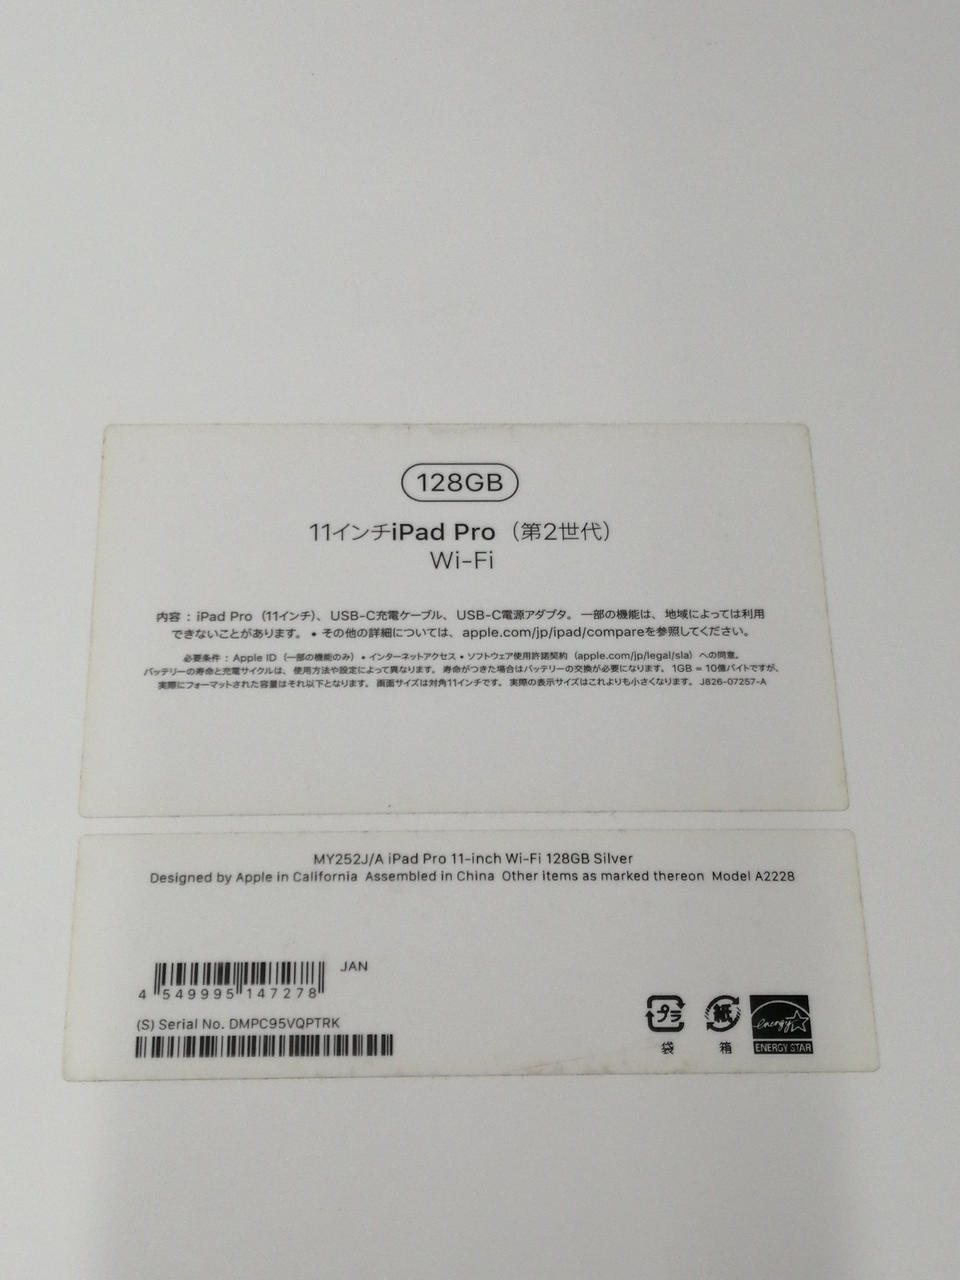 128GB
11インチiPad Pro（第2世代）
Wi-Fi
内容：iPad Pro（11インチ）、USB-C充電ケーブル、USB-C電源アダプタ。一部の機能は、地域によっては利用
できないことがあります。• その他の詳細については、apple.com/jp/ipad/compareを参照してください。
必要条件：Apple ID（一部の機能のみ）• インターネットアクセス • ソフトウェア使用許諾契約（apple.com/jp/legal/sla）への同意。
バッテリーの寿命と充電サイクルは、使用方法や設定によって異なります。寿命がつきた場合はバッテリーの交換が必要になります。1GB = 10億バイトですが、
実際にフォーマットされた容量はそれ以下となります。画面サイズは対角11インチです。実際の表示サイズはこれよりも小さくなります。J826-07257-A
MY252J/A iPad Pro 11-inch Wi-Fi 128GB Silver
Designed by Apple in California Assembled in China Other items as marked thereon Model A2228
JAN
4 549995 147278
(S) Serial No. DMPC95VQPTRK
プラ
袋
紙
箱
energy
ENERGY STAR